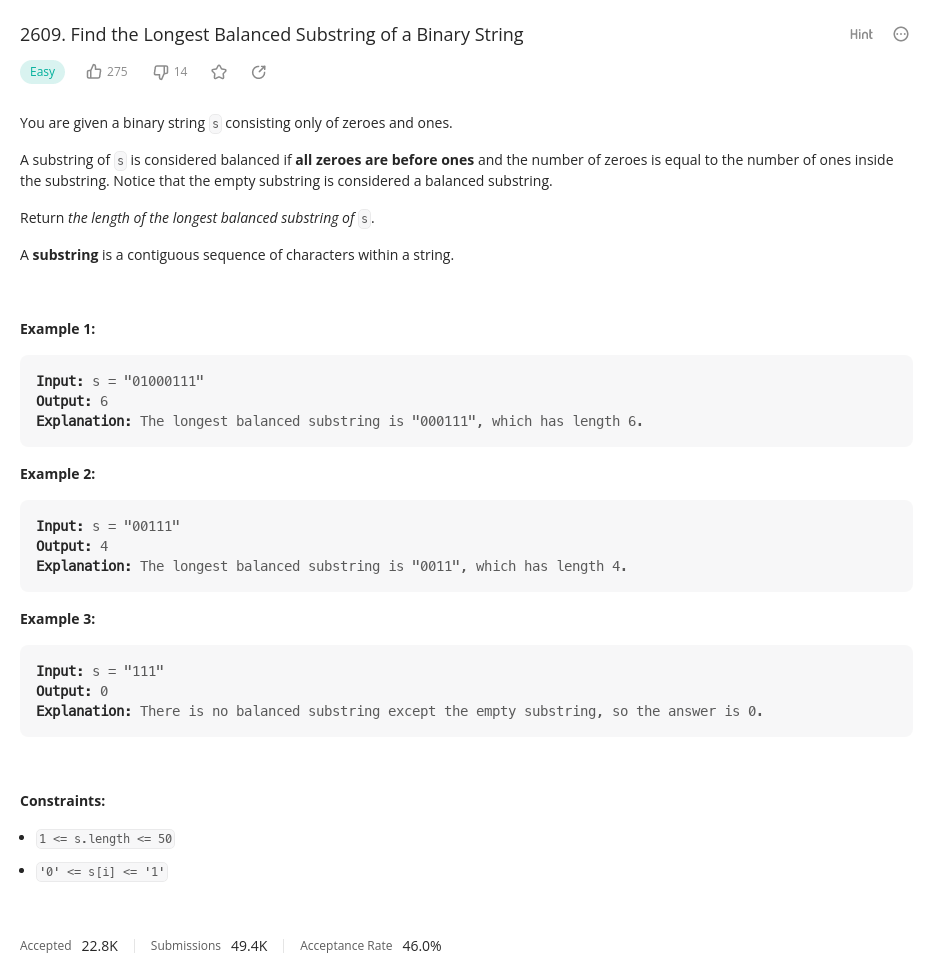 2609. Find the Longest Balanced Substring of a Binary String
Hint
Easy 275 14
You are given a binary string s consisting only of zeroes and ones.
A substring of s is considered balanced if all zeroes are before ones and the number of zeroes is equal to the number of ones inside
the substring. Notice that the empty substring is considered a balanced substring.
Return the length of the longest balanced substring of s.
A substring is a contiguous sequence of characters within a string.
Example 1:
Input: s = "01000111"
Output: 6
Explanation: The longest balanced substring is "000111", which has length 6.
Example 2:
Input: s = "00111"
Output: 4
Explanation: The longest balanced substring is "0011", which has length 4.
Example 3:
Input: s = "111"
Output: 0
Explanation: There is no balanced substring except the empty substring, so the answer is 0.
Constraints:
• 1 <= s.length <= 50
• '0' <= s[i] <= '1'
Accepted 22.8K Submissions 49.4K Acceptance Rate 46.0%